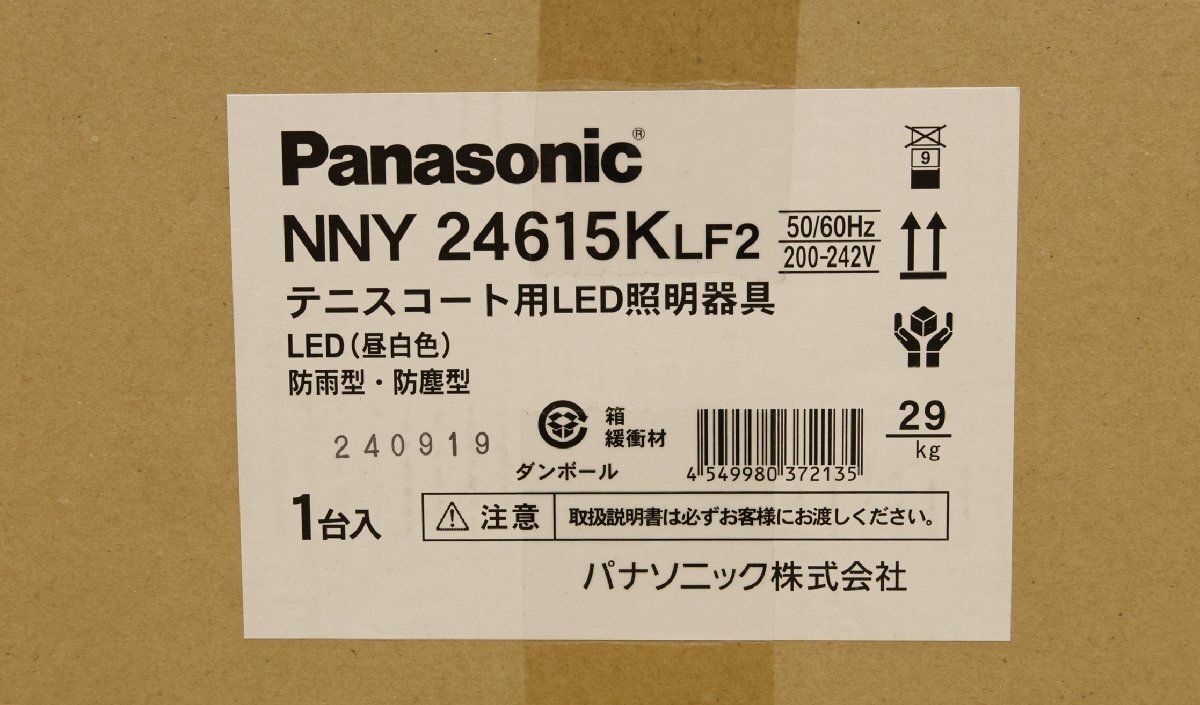 Panasonic®
NNY 24615KLF2
50/60Hz
200-242V
テニスコート用LED照明器具
LED(昼白色)
防雨型・防塵型
240919
箱
緩衝材
ダンボール
4 549980 372135
9
29
kg
1台入
注意
取扱説明書は必ずお客様にお渡しください。
パナソニック株式会社